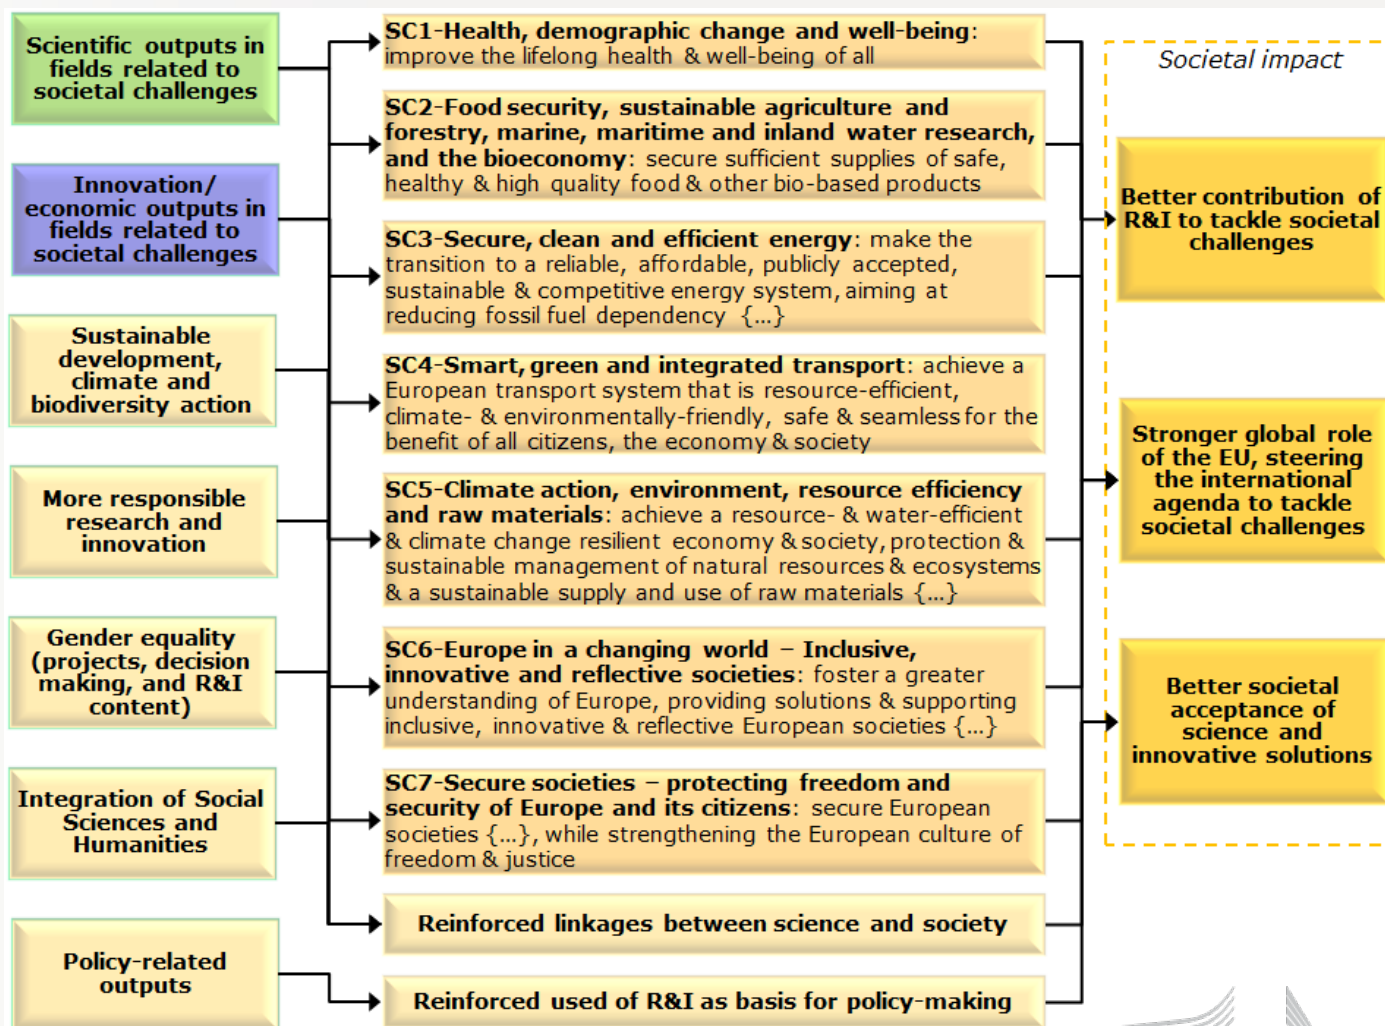 Scientific outputs in
fields related to
societal challenges
Innovation/
economic outputs in
fields related to
societal challenges
Sustainable
development,
climate and
biodiversity action
More responsible
research and
innovation
Gender equality
(projects, decision
making, and R&I
content)
Integration of Social
Sciences and
Humanities
Policy-related
outputs
SC1-Health, demographic change and well-being:
improve the lifelong health & well-being of all
SC2-Food security, sustainable agriculture and
forestry, marine, maritime and inland water research,
and the bioeconomy: secure sufficient supplies of safe,
healthy & high quality food & other bio-based products
SC3-Secure, clean and efficient energy: make the
transition to a reliable, affordable, publicly accepted,
sustainable & competitive energy system, aiming at
reducing fossil fuel dependency {...}
SC4-Smart, green and integrated transport: achieve a
European transport system that is resource-efficient,
climate- & environmentally-friendly, safe & seamless for the
benefit of all citizens, the economy & society
SC5-Climate action, environment, resource efficiency
and raw materials: achieve a resource- & water-efficient
& climate change resilient economy & society, protection &
sustainable management of natural resources & ecosystems
& a sustainable supply and use of raw materials {...}
SC6-Europe in a changing world – Inclusive,
innovative and reflective societies: foster a greater
understanding of Europe, providing solutions & supporting
inclusive, innovative & reflective European societies {...}
SC7-Secure societies – protecting freedom and
security of Europe and its citizens: secure European
societies {...}, while strengthening the European culture of
freedom & justice
Reinforced linkages between science and society
Reinforced used of R&I as basis for policy-making
Societal impact
Better contribution of
R&I to tackle societal
challenges
Stronger global role
of the EU, steering
the international
agenda to tackle
societal challenges
Better societal
acceptance of
science and
innovative solutions